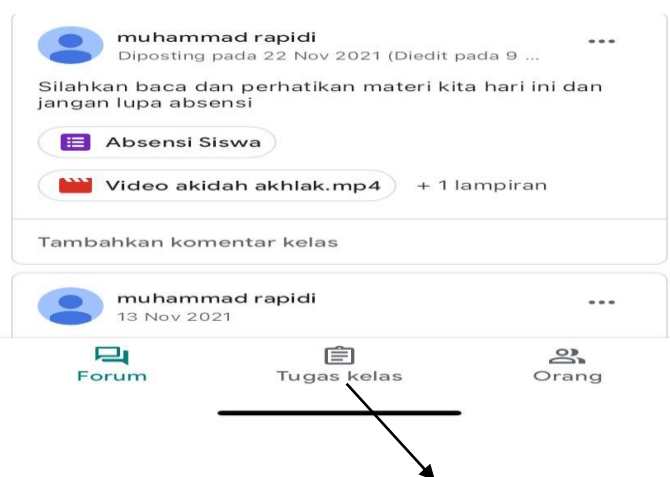 muhammad rapidi
Diposting pada 22 Nov 2021 (Diedit pada 9 ...
Silahkan baca dan perhatikan materi kita hari ini dan
jangan lupa absensi
Absensi Siswa
Video akidah akhlak.mp4 + 1 lampiran
Tambahkan komentar kelas
muhammad rapidi
13 Nov 2021
Forum Tugas kelas Orang